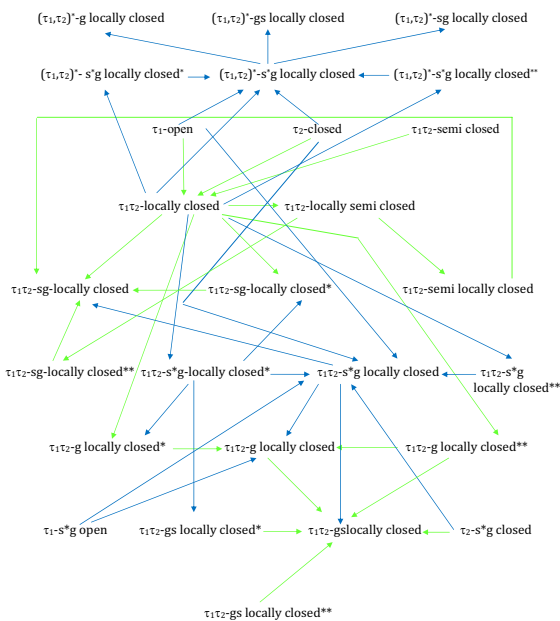 (τ₁,τ₂)*-g locally closed (τ₁,τ₂)*-gs locally closed (τ₁,τ₂)*-sg locally closed
(τ₁,τ₂)*- s*g locally closed* (τ₁,τ₂)*-s*g locally closed (τ₁,τ₂)*-s*g locally closed**
τ₁-open τ₂-closed τ₁τ₂-semi closed
τ₁τ₂-locally closed τ₁τ₂-locally semi closed
τ₁τ₂-sg-locally closed τ₁τ₂-sg-locally closed* τ₁τ₂-semi locally closed
τ₁τ₂-sg-locally closed** τ₁τ₂-s*g-locally closed* τ₁τ₂-s*g locally closed τ₁τ₂-s*g
locally closed**
τ₁τ₂-g locally closed* τ₁τ₂-g locally closed τ₁τ₂-g locally closed**
τ₁-s*g open τ₁τ₂-gs locally closed* τ₁τ₂-gslocally closed τ₂-s*g closed
τ₁τ₂-gs locally closed**